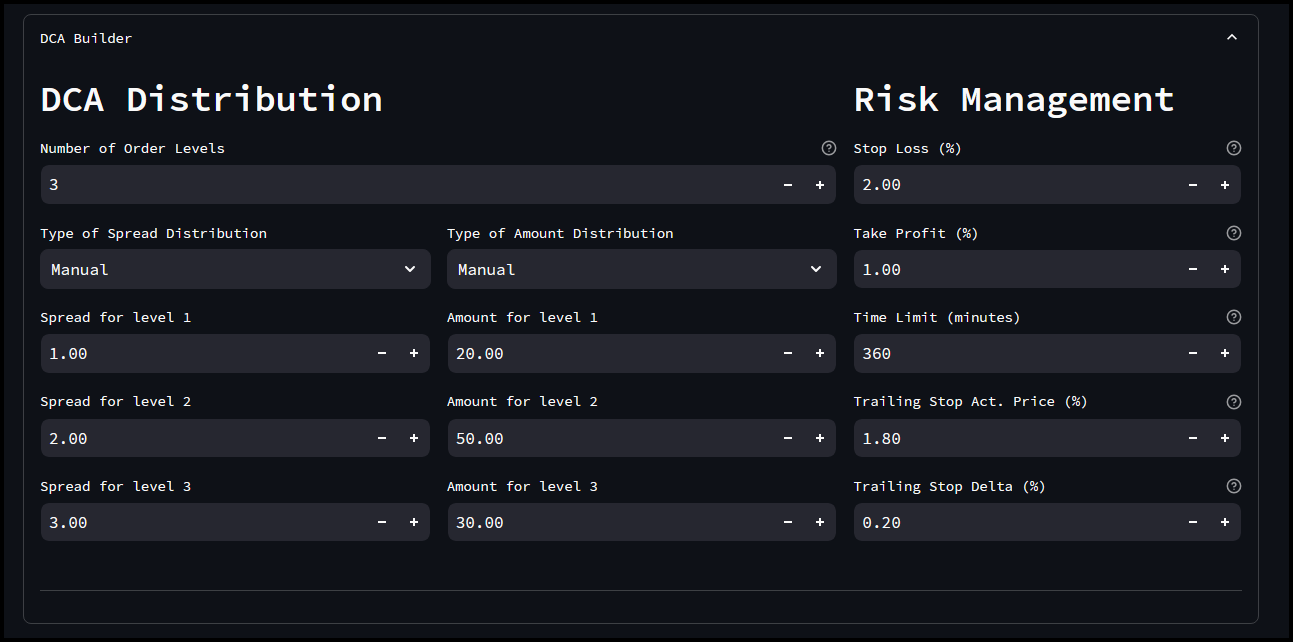 DCA Builder
DCA Distribution
Risk Management
Number of Order Levels
Stop Loss (%)
3
2.00
Type of Spread Distribution
Type of Amount Distribution
Take Profit (%)
Manual
Manual
1.00
Spread for level 1
Amount for level 1
Time Limit (minutes)
1.00
20.00
360
Spread for level 2
Amount for level 2
Trailing Stop Act. Price (%)
2.00
50.00
1.80
Spread for level 3
Amount for level 3
Trailing Stop Delta (%)
3.00
30.00
0.20